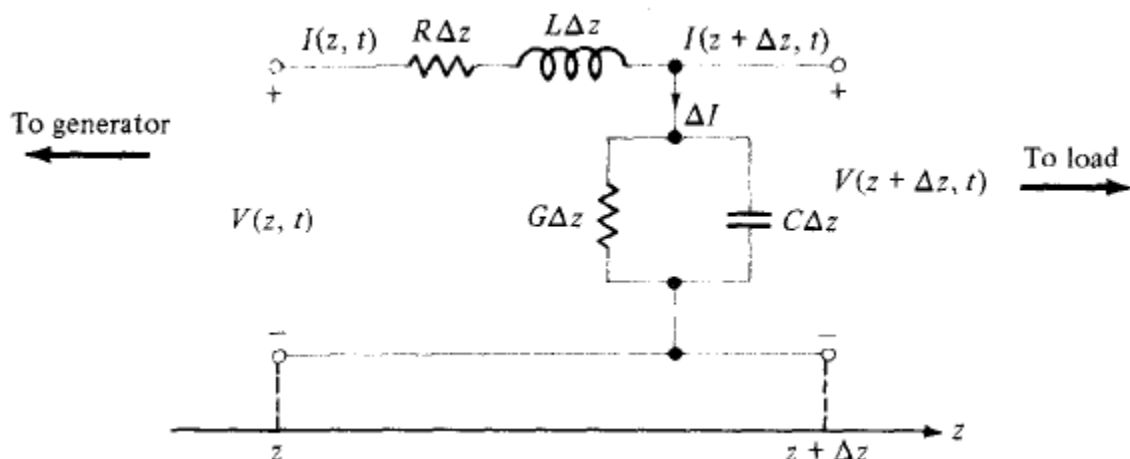 I(z, t) RΔz LΔz I(z + Δz, t)
+ +
ΔI
To generator
To load
V(z + Δz, t)
V(z, t) GΔz CΔz
− −
z
z z + Δz